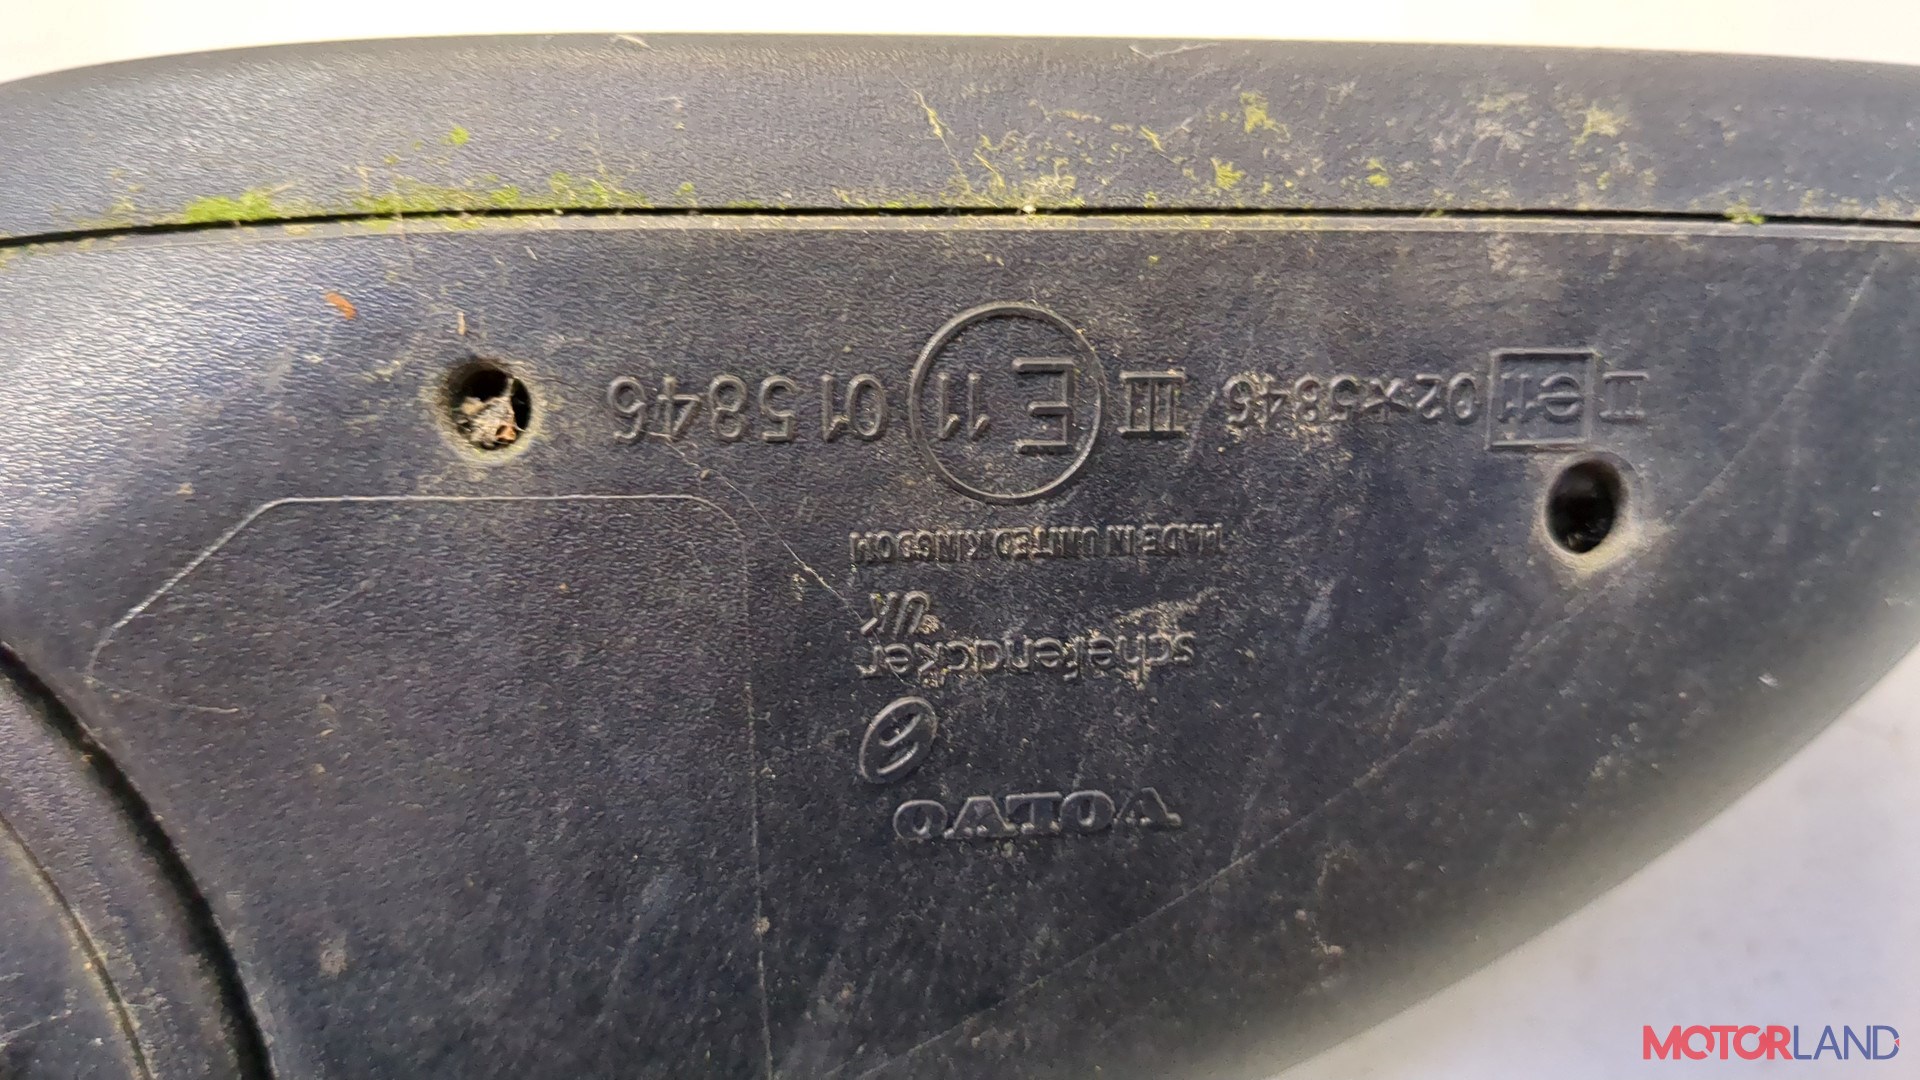 VOLVO
schefenacker
UK
MADE IN UNITED KINGDOM
II e11 02*5846 III E 11 01 5846
MOTORLAND